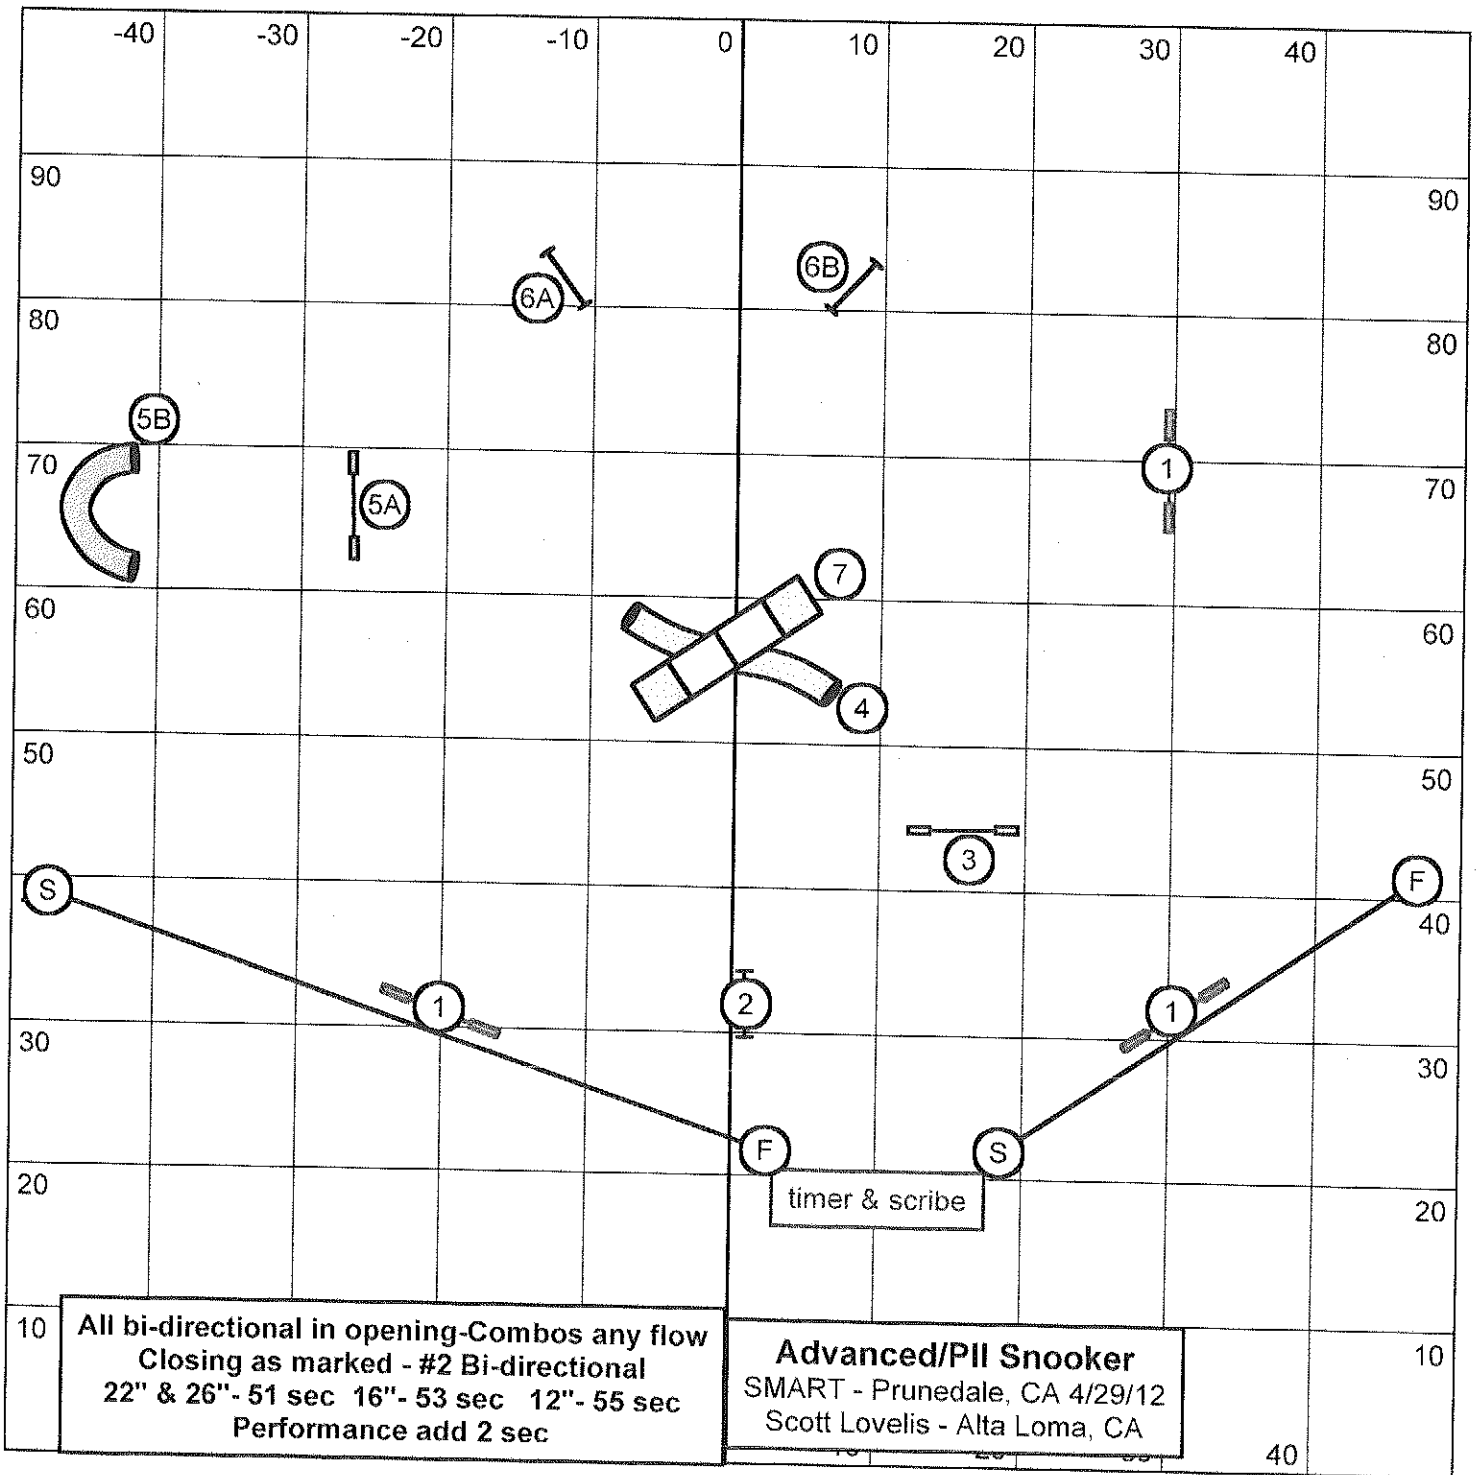 -40 -30 -20 -10 0 10 20 30 40
90 90
6A 6B
80 80
5B
70 5A 1 70
7
60 60
4
50 50
3
S F
40
1 2 1
30 30
F S
20 timer & scribe 20
10 10
All bi-directional in opening-Combos any flow
Closing as marked - #2 Bi-directional
22" & 26"- 51 sec 16"- 53 sec 12"- 55 sec
Performance add 2 sec
Advanced/PII Snooker
SMART - Prunedale, CA 4/29/12
Scott Lovelis - Alta Loma, CA
40